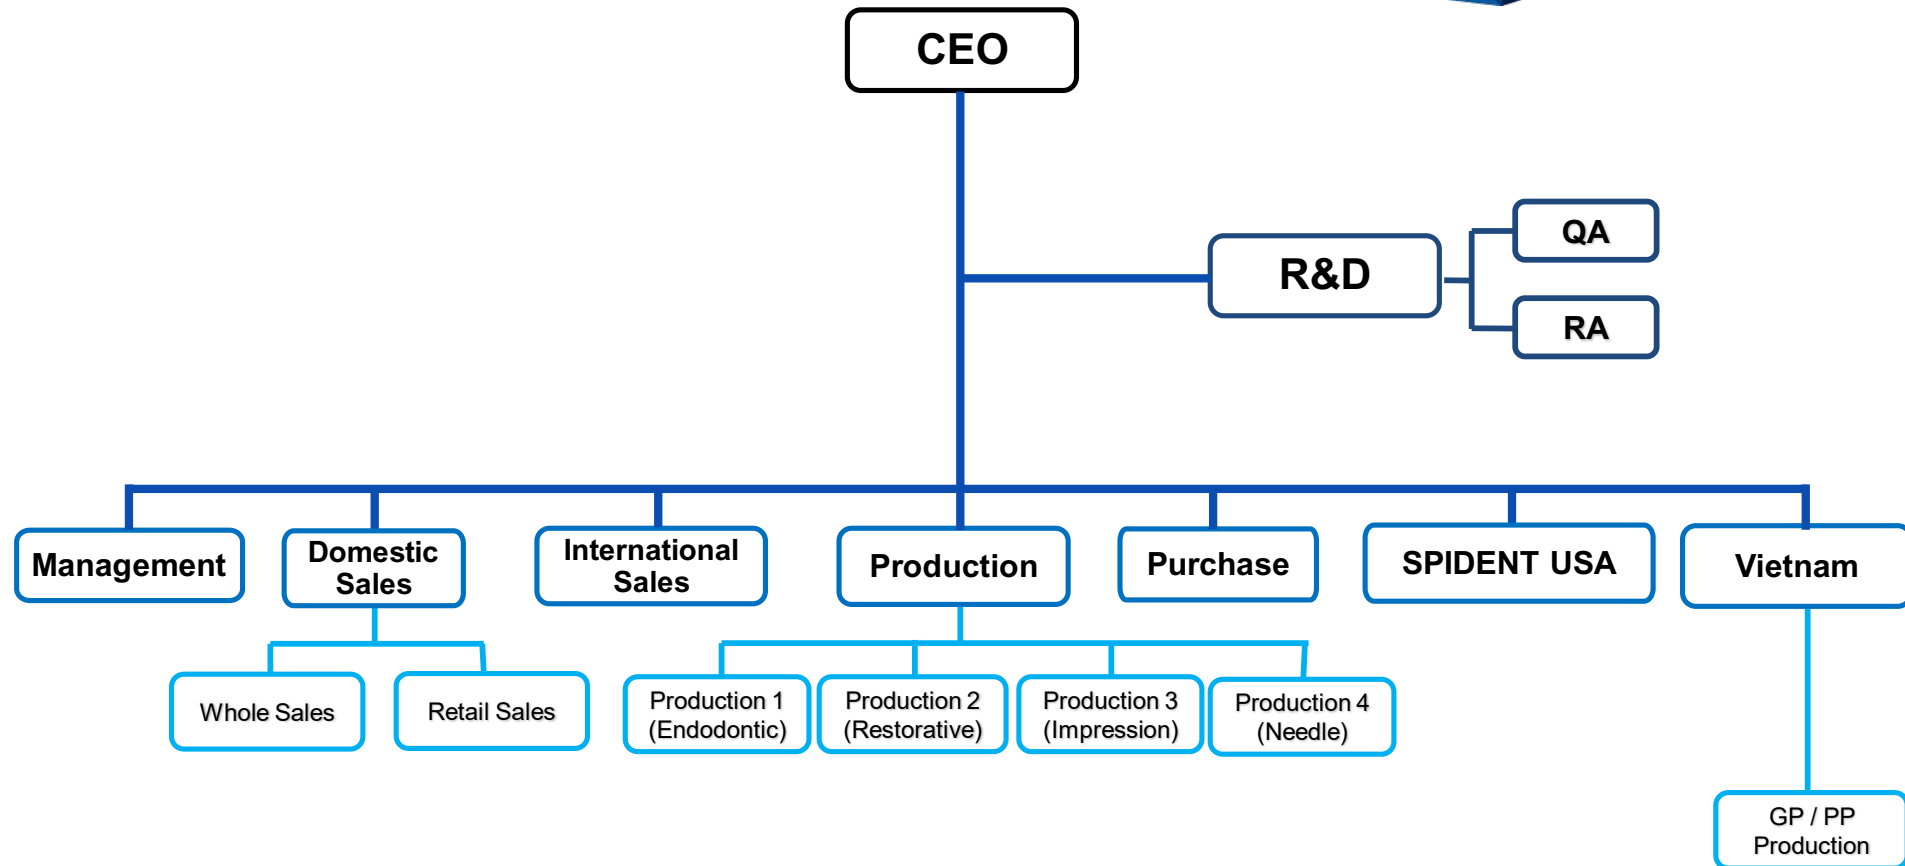 CEO
QA
R&D
RA
Management
Domestic
Sales
International
Sales
Production
Purchase
SPIDENT USA
Vietnam
Whole Sales
Retail Sales
Production 1
(Endodontic)
Production 2
(Restorative)
Production 3
(Impression)
Production 4
(Needle)
GP / PP
Production